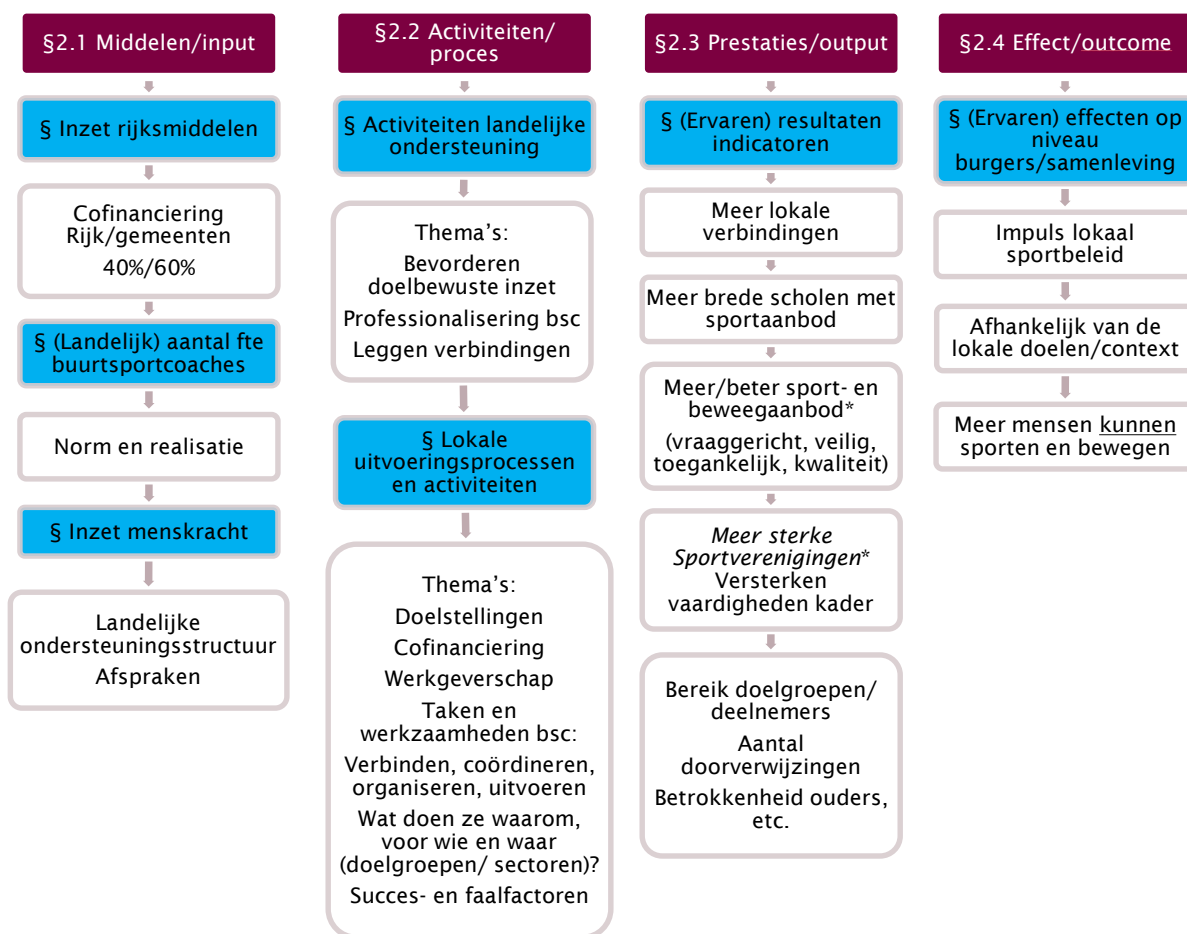 §2.1 Middelen/input
§ Inzet rijksmiddelen
Cofinanciering
Rijk/gemeenten
40%/60%
§ (Landelijk) aantal fte
buurtsportcoaches
Norm en realisatie
§ Inzet menskracht
Landelijke
ondersteuningsstructuur
Afspraken
§2.2 Activiteiten/
proces
§ Activiteiten landelijke
ondersteuning
Thema's:
Bevorderen
doelbewuste inzet
Professionalisering bsc
Leggen verbindingen
§ Lokale
uitvoeringsprocessen
en activiteiten
Thema's:
Doelstellingen
Cofinanciering
Werkgeverschap
Taken en
werkzaamheden bsc:
Verbinden, coördineren,
organiseren, uitvoeren
Wat doen ze waarom,
voor wie en waar
(doelgroepen/ sectoren)?
Succes- en faalfactoren
§2.3 Prestaties/output
§ (Ervaren) resultaten
indicatoren
Meer lokale
verbindingen
Meer brede scholen met
sportaanbod
Meer/beter sport- en
beweegaanbod*
(vraaggericht, veilig,
toegankelijk, kwaliteit)
Meer sterke
Sportverenigingen*
Versterken
vaardigheden kader
Bereik doelgroepen/
deelnemers
Aantal
doorverwijzingen
Betrokkenheid ouders,
etc.
§2.4 Effect/outcome
§ (Ervaren) effecten op
niveau
burgers/samenleving
Impuls lokaal
sportbeleid
Afhankelijk van de
lokale doelen/context
Meer mensen kunnen
sporten en bewegen